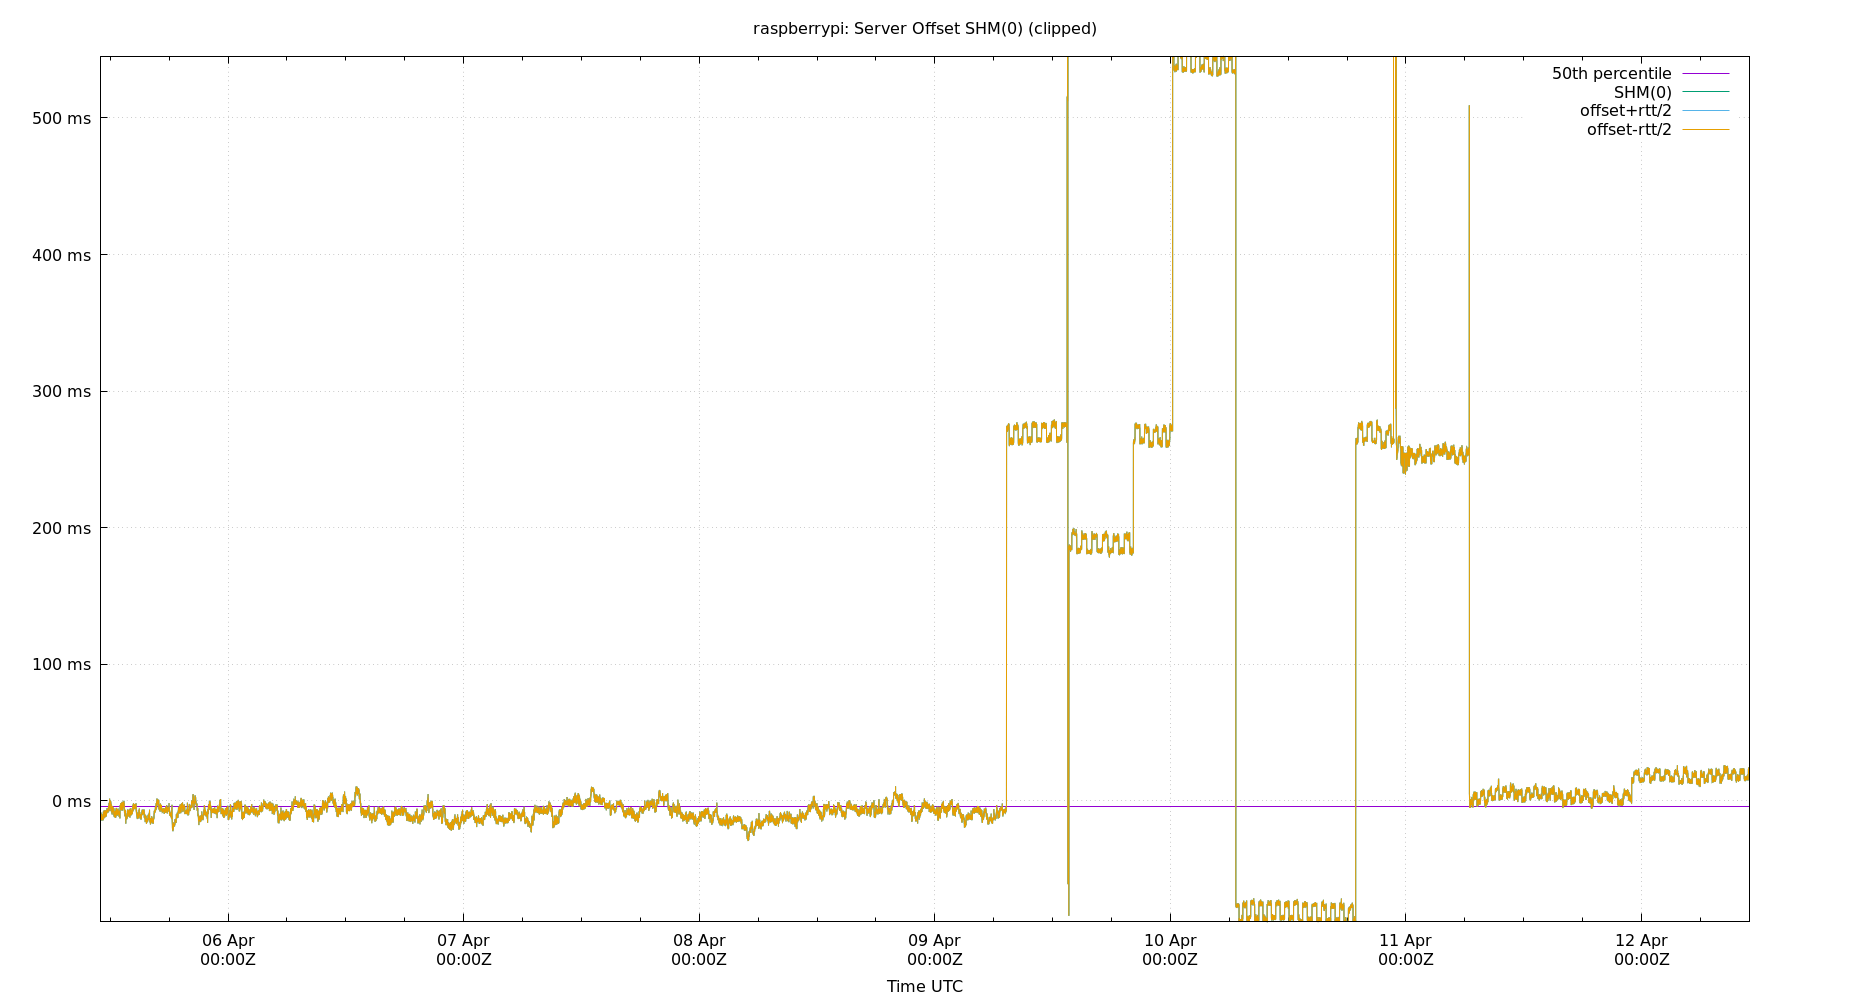 raspberrypi: Server Offset SHM(0) (clipped)
50th percentile
SHM(0)
offset+rtt/2
offset-rtt/2
500 ms
400 ms
300 ms
200 ms
100 ms
0 ms
06 Apr 07 Apr 08 Apr 09 Apr 10 Apr 11 Apr 12 Apr
00:00Z 00:00Z 00:00Z 00:00Z 00:00Z 00:00Z 00:00Z
Time UTC